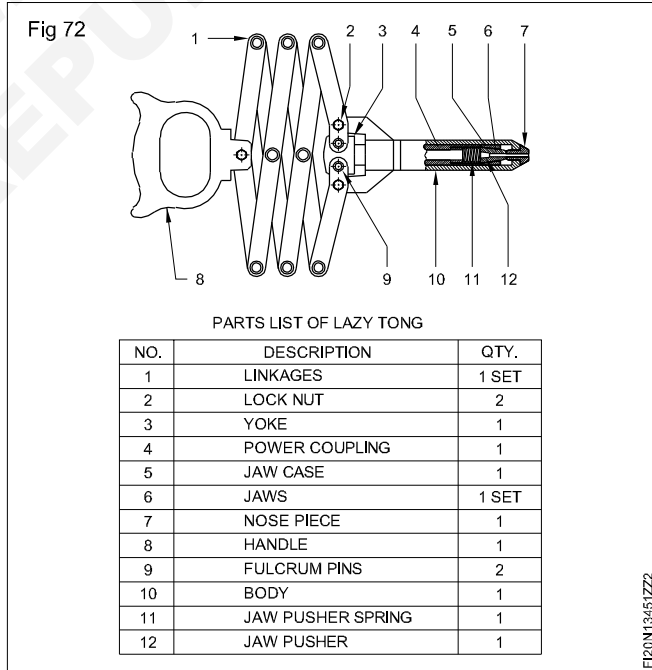 Fig 72
1 2 3 4 5 6 7
8 9 10 11 12
PARTS LIST OF LAZY TONG
NO. DESCRIPTION QTY.
1 LINKAGES 1 SET
2 LOCK NUT 2
3 YOKE 1
4 POWER COUPLING 1
5 JAW CASE 1
6 JAWS 1 SET
7 NOSE PIECE 1
8 HANDLE 1
9 FULCRUM PINS 2
10 BODY 1
11 JAW PUSHER SPRING 1
12 JAW PUSHER 1
FI20N13451ZZ2